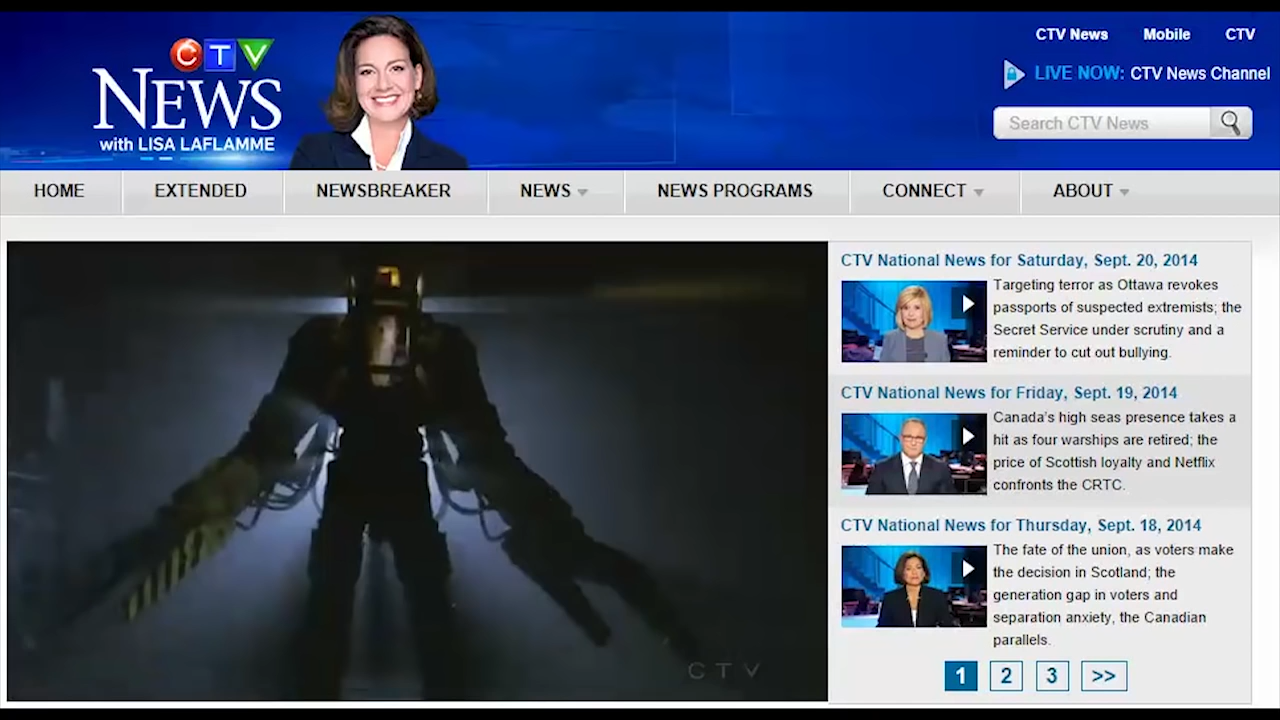 CTV
NEWS
with LISA LAFLAMME
CTV News Mobile CTV
LIVE NOW: CTV News Channel
Search CTV News
HOME EXTENDED NEWSBREAKER NEWS NEWS PROGRAMS CONNECT ABOUT
CTV
CTV National News for Saturday, Sept. 20, 2014
Targeting terror as Ottawa revokes
passports of suspected extremists; the
Secret Service under scrutiny and a
reminder to cut out bullying.
CTV National News for Friday, Sept. 19, 2014
Canada's high seas presence takes a
hit as four warships are retired; the
price of Scottish loyalty and Netflix
confronts the CRTC.
CTV National News for Thursday, Sept. 18, 2014
The fate of the union, as voters make
the decision in Scotland; the
generation gap in voters and
separation anxiety, the Canadian
parallels.
1 2 3 >>